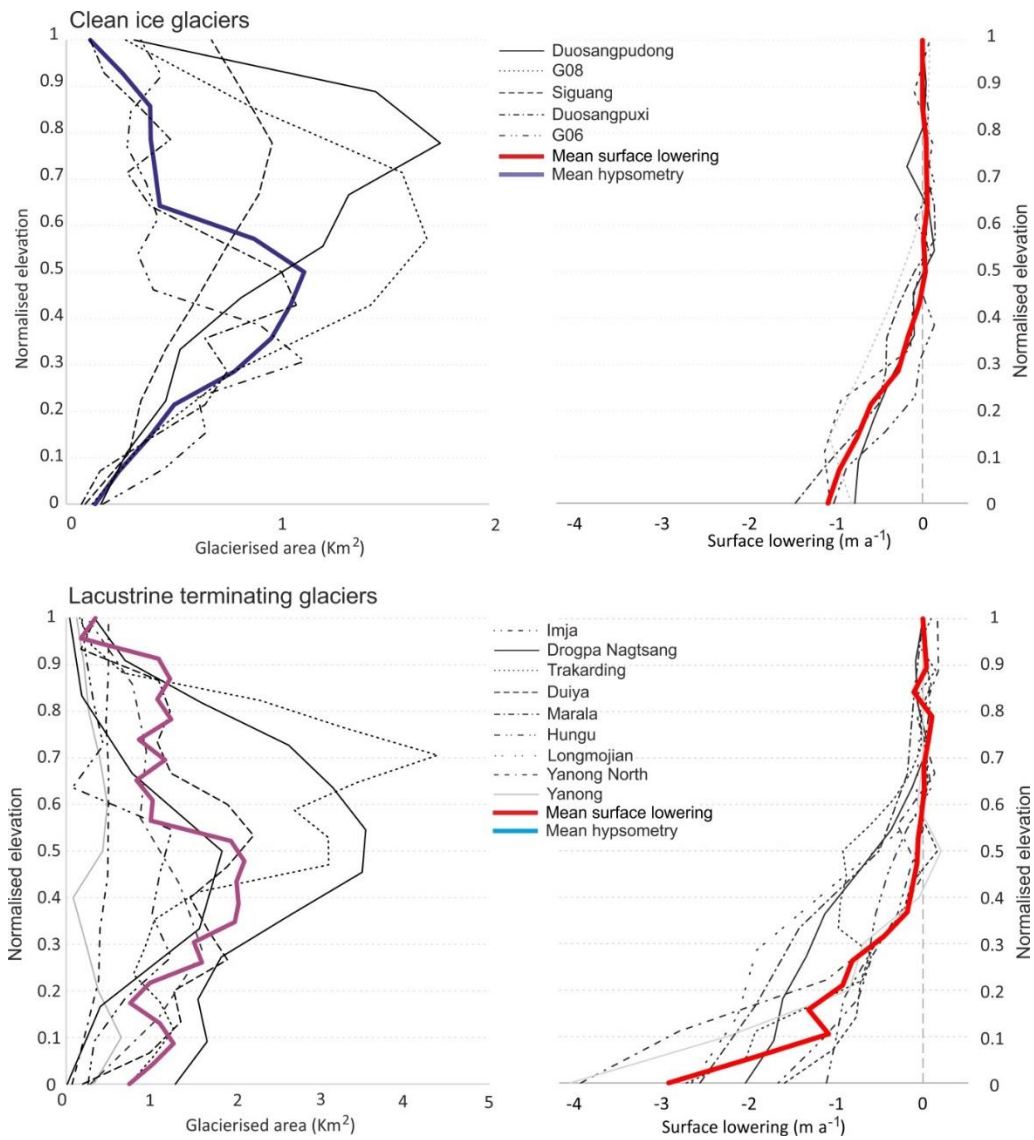 Clean ice glaciers
1
0.9
0.8
0.7
0.6
0.5
0.4
0.3
0.2
0.1
0
Normalised elevation
0 1 2
Glacierised area (Km²)
Duosangpudong
G08
Siguang
Duosangpuxi
G06
Mean surface lowering
Mean hypsometry
1
0.9
0.8
0.7
0.6
0.5
0.4
0.3
0.2
0.1
0
Normalised elevation
-4 -3 -2 -1 0
Surface lowering (m a⁻¹)
Lacustrine terminating glaciers
1
0.9
0.8
0.7
0.6
0.5
0.4
0.3
0.2
0.1
0
Normalised elevation
0 1 2 3 4 5
Glacierised area (Km²)
Imja
Drogpa Nagtsang
Trakarding
Duiya
Marala
Hungu
Longmojian
Yanong North
Yanong
Mean surface lowering
Mean hypsometry
1
0.9
0.8
0.7
0.6
0.5
0.4
0.3
0.2
0.1
0
Normalised elevation
-4 -3 -2 -1 0
Surface lowering (m a⁻¹)